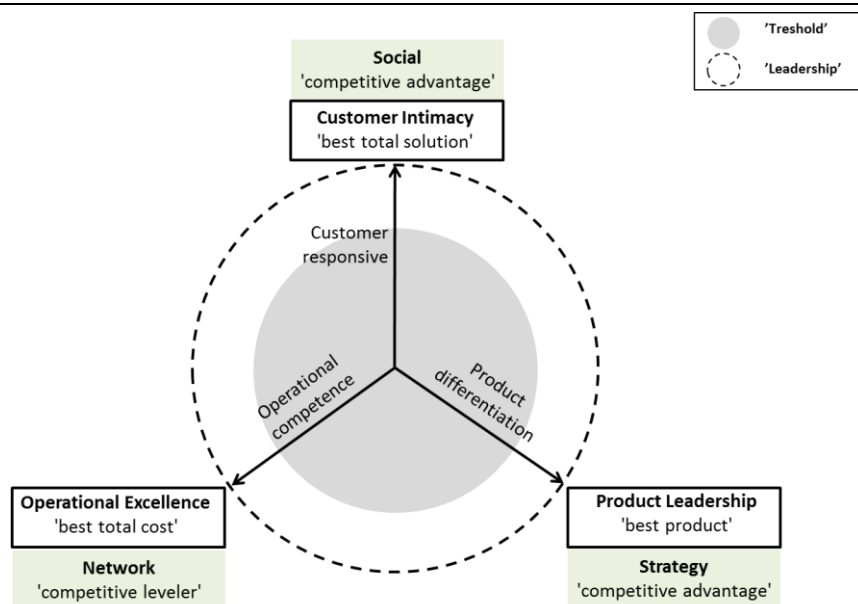 ’Treshold’
’Leadership’
Social
'competitive advantage'
Customer Intimacy
'best total solution'
Customer
responsive
Operational
competence
Product
differentiation
Operational Excellence
'best total cost'
Network
'competitive leveler'
Product Leadership
'best product'
Strategy
'competitive advantage'